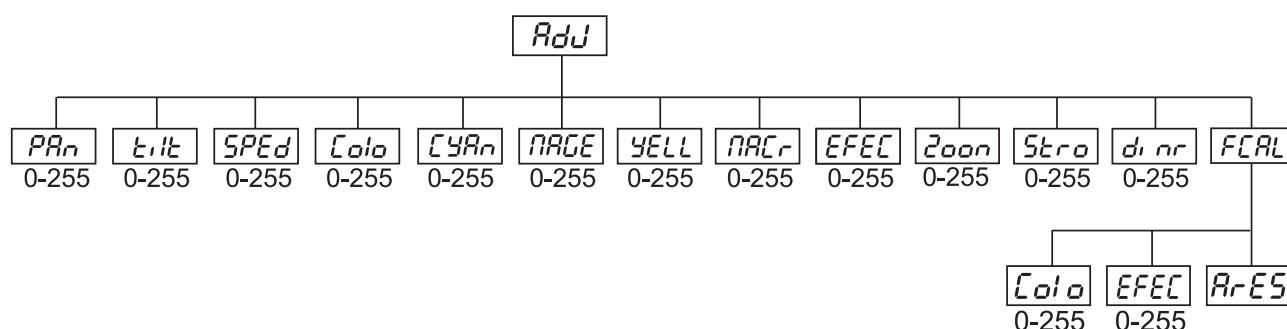 AdJ
PAn tilt SPEd Colo CYAn MAGE YELL MACr EFEC Zoom Stro dimr FCAL
0-255 0-255 0-255 0-255 0-255 0-255 0-255 0-255 0-255 0-255 0-255 0-255
Colo EFEC ArES
0-255 0-255